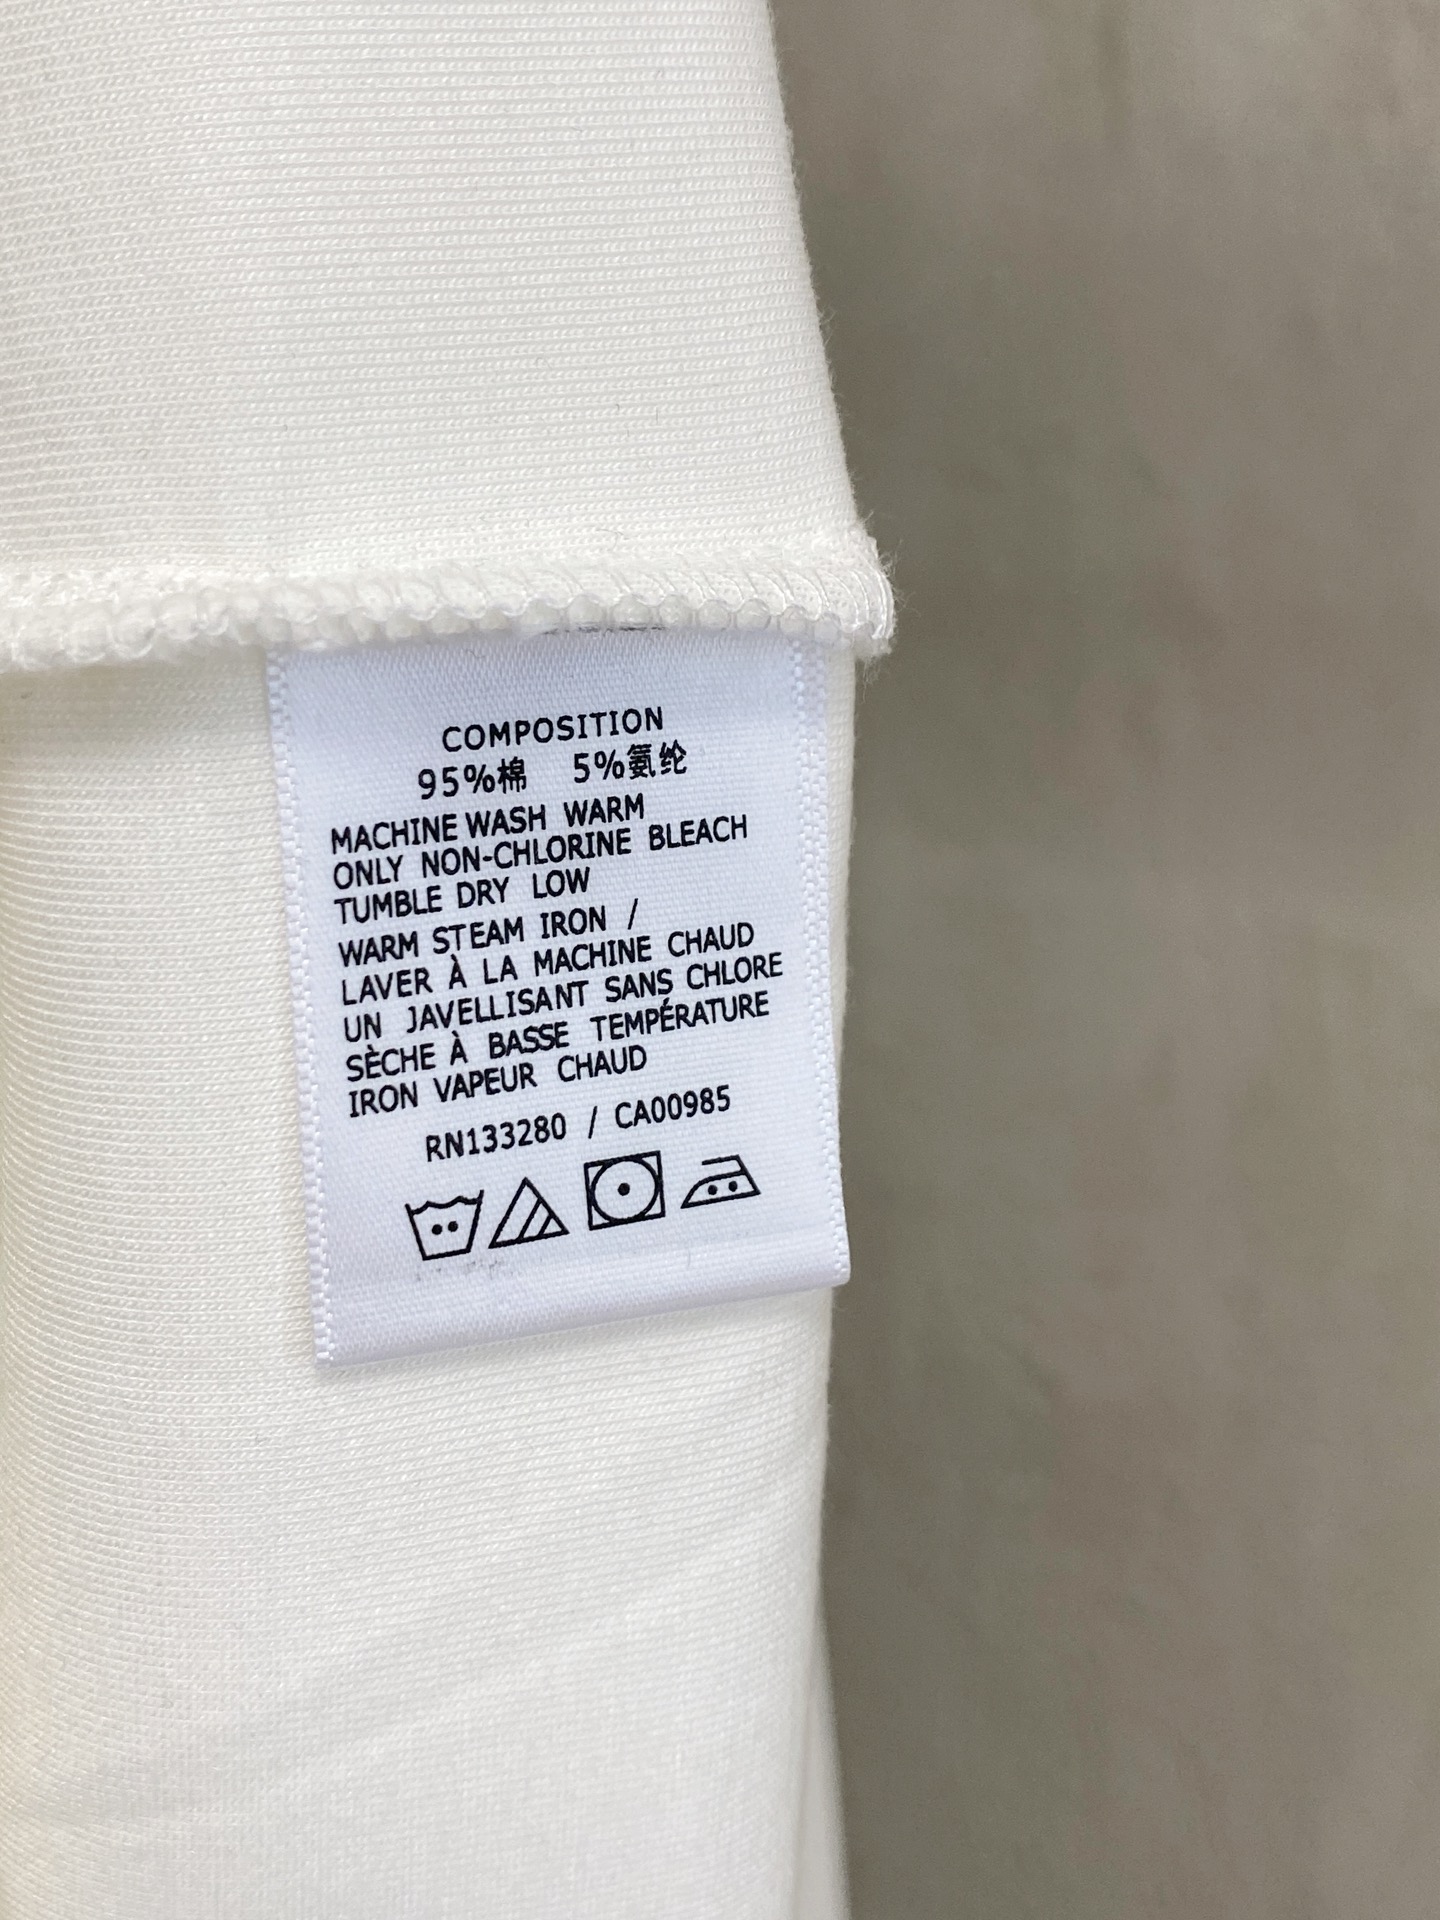 COMPOSITION
95%棉 5%氨纶
MACHINE WASH WARM
ONLY NON-CHLORINE BLEACH
TUMBLE DRY LOW
WARM STEAM IRON /
LAVER À LA MACHINE CHAUD
UN JAVELLISANT SANS CHLORE
SÈCHE À BASSE TEMPÉRATURE
IRON VAPEUR CHAUD
RN133280 / CA00985